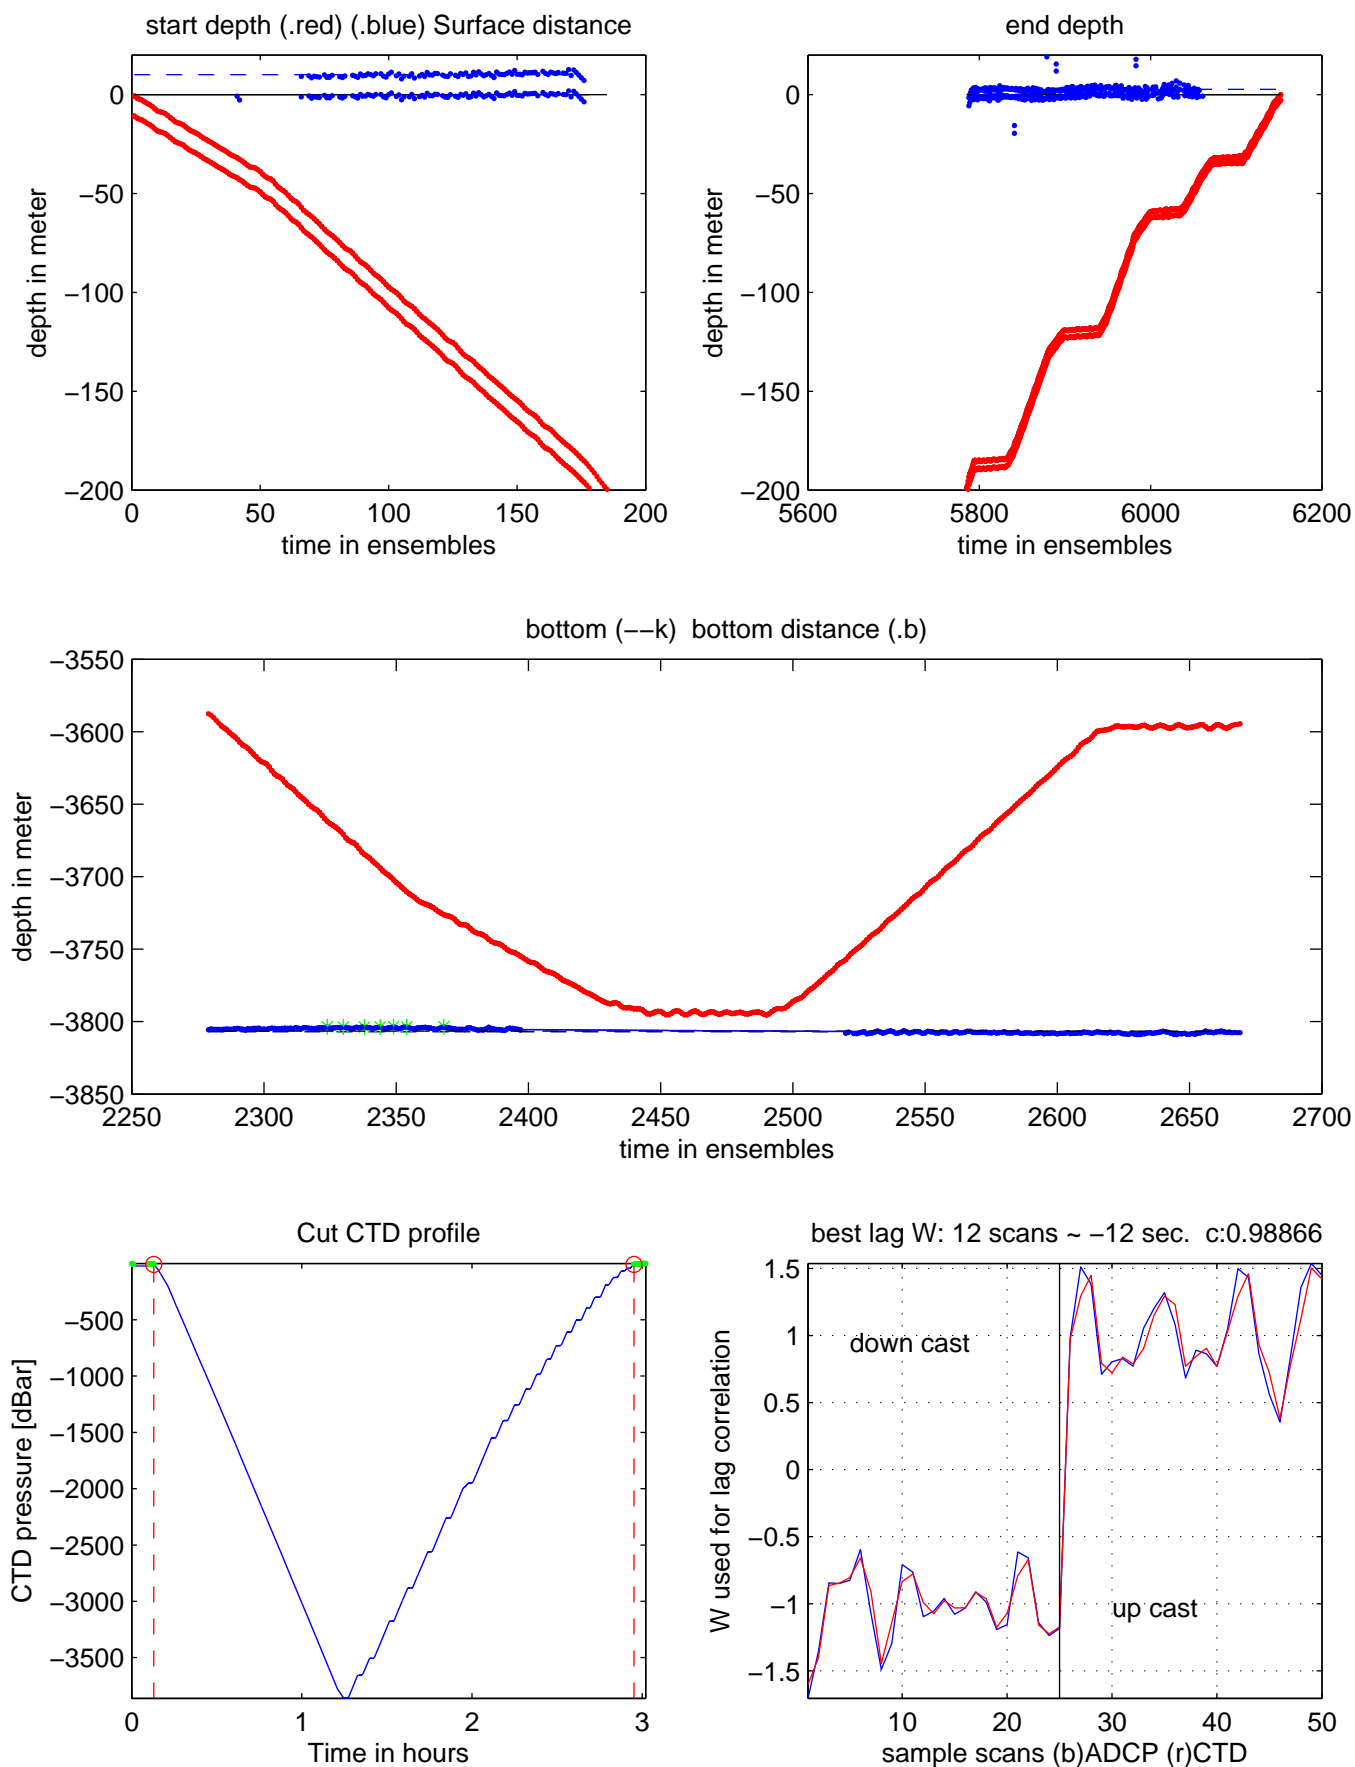 start depth (.red) (.blue) Surface distance
0
−50
−100
−150
−200
depth in meter
0 50 100 150 200
time in ensembles
end depth
0
−50
−100
−150
−200
depth in meter
5600 5800 6000 6200
time in ensembles
bottom (−−k)  bottom distance (.b)
−3550
−3600
−3650
−3700
−3750
−3800
−3850
depth in meter
2250 2300 2350 2400 2450 2500 2550 2600 2650 2700
time in ensembles
Cut CTD profile
−500
−1000
−1500
−2000
−2500
−3000
−3500
CTD pressure [dBar]
0 1 2 3
Time in hours
best lag W: 12 scans ~ −12 sec.  c:0.98866
1.5
1
0.5
0
−0.5
−1
−1.5
W used for lag correlation
down cast
up cast
10 20 30 40 50
sample scans (b)ADCP (r)CTD